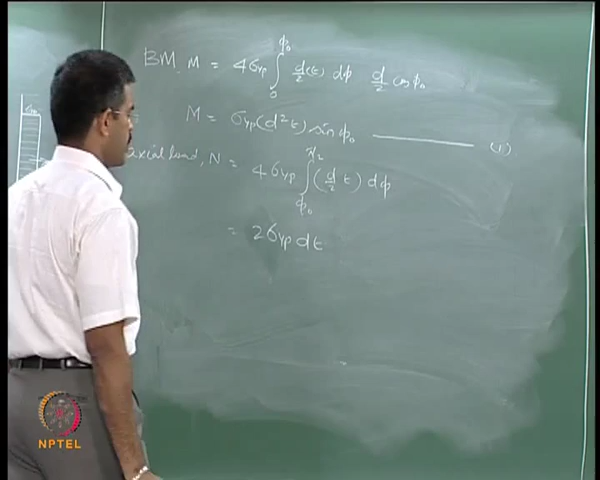 BM, M = 4σyp ∫₀^φ₀ d/2 (t) dφ d/2 cos φ₀
M = σyp (d²t) sin φ₀ ——— (1).
axial load, N = 4σyp ∫_φ₀^π/2 (d/2 t) dφ
= 2σyp dt
NPTEL